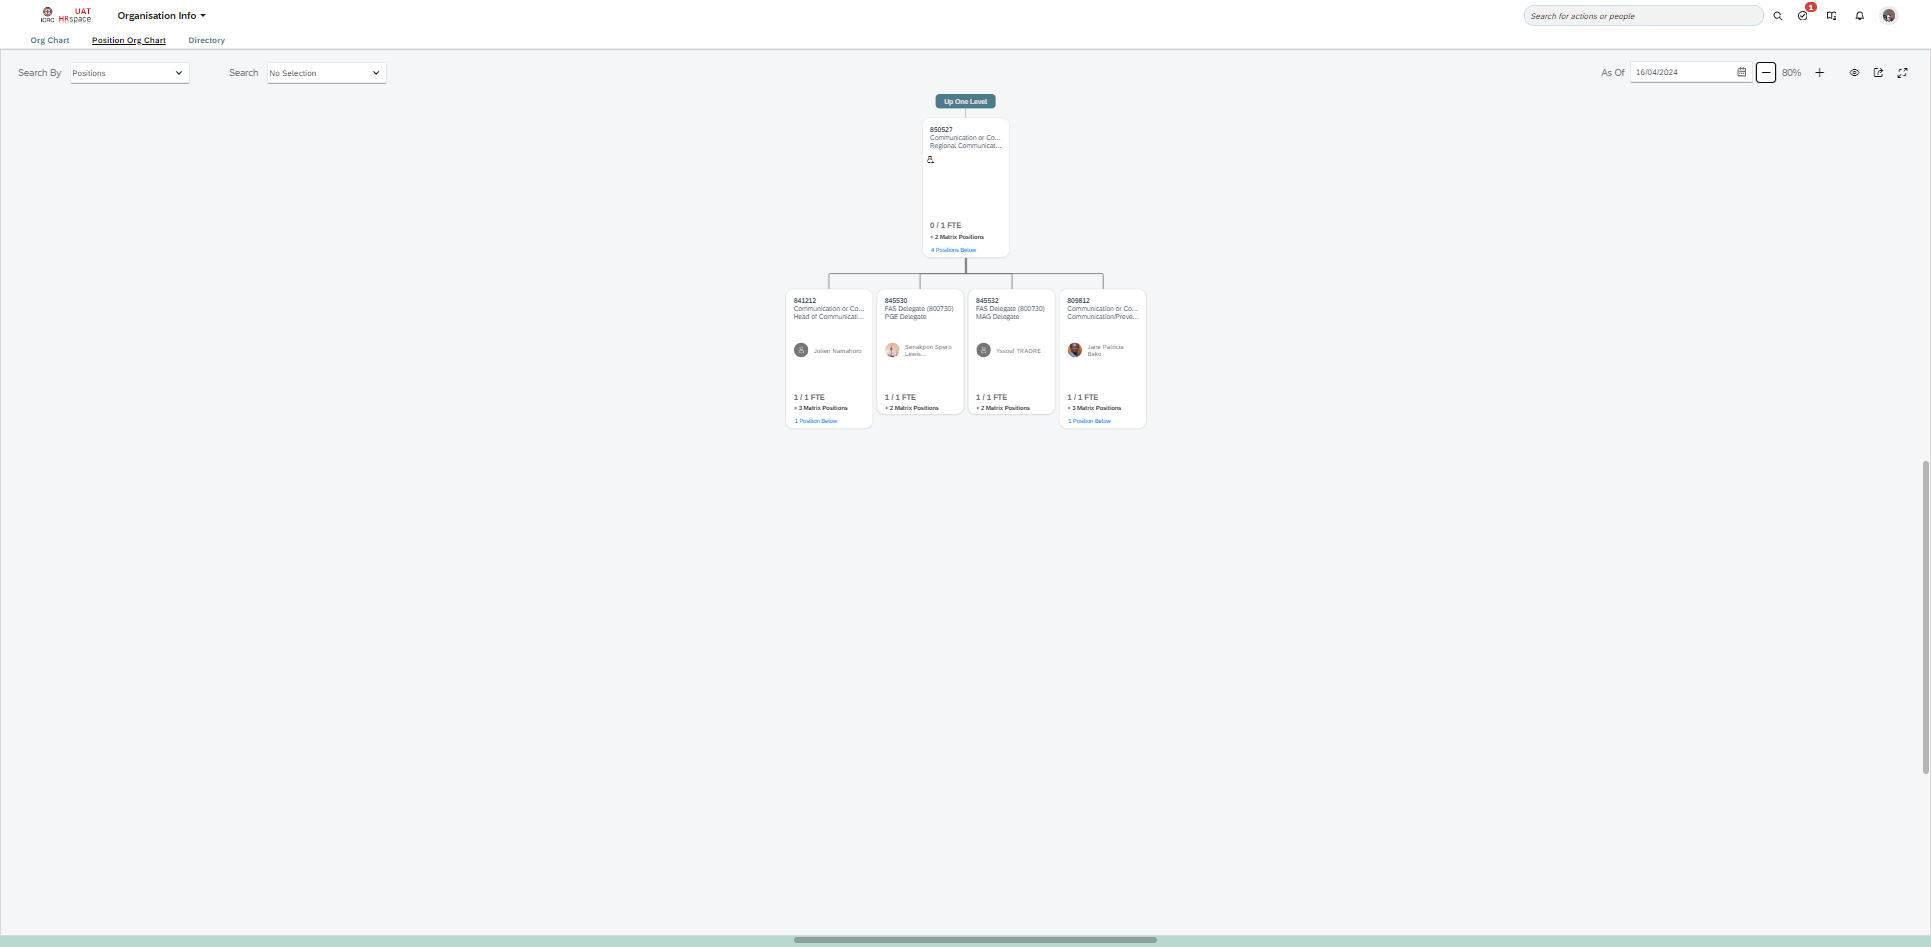 ICRC
UAT
HRspace
Organisation Info
Search for actions or people
1
Org Chart
Position Org Chart
Directory
Search By
Positions
Search
No Selection
As Of
16/04/2024
80%
Up One Level
850527
Communication or Co...
Regional Communicat...
0 / 1 FTE
+ 2 Matrix Positions
4 Positions Below
841212
Communication or Co...
Head of Communicati...
Julien Namahoro
1 / 1 FTE
+ 3 Matrix Positions
1 Position Below
845530
FAS Delegate (800730)
PGE Delegate
Senakpon Spero
Lewis...
1 / 1 FTE
+ 2 Matrix Positions
845532
FAS Delegate (800730)
MAG Delegate
Yssouf TRAORE
1 / 1 FTE
+ 2 Matrix Positions
809812
Communication or Co...
Communication/Preve...
Jane Patricia
Bako
1 / 1 FTE
+ 3 Matrix Positions
1 Position Below